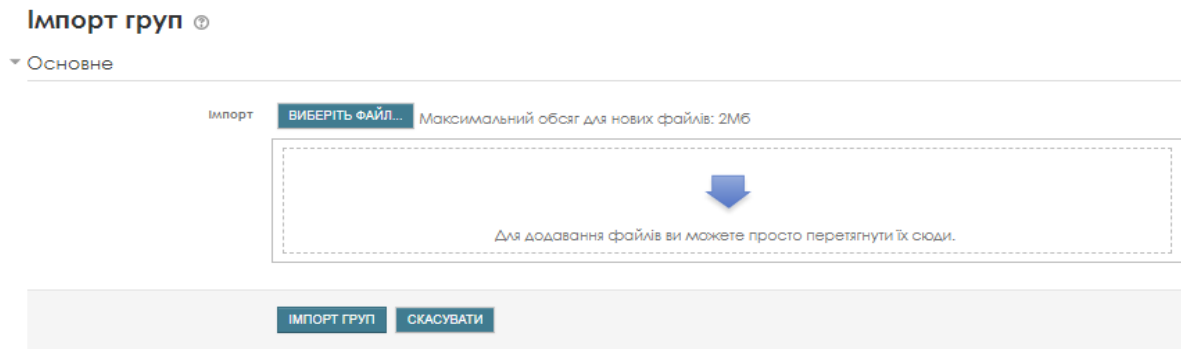 Імпорт груп
Основне
Імпорт ВИБЕРІТЬ ФАЙЛ... Максимальний обсяг для нових файлів: 2Мб
Для додавання файлів ви можете просто перетягнути їх сюди.
ІМПОРТ ГРУП СКАСУВАТИ